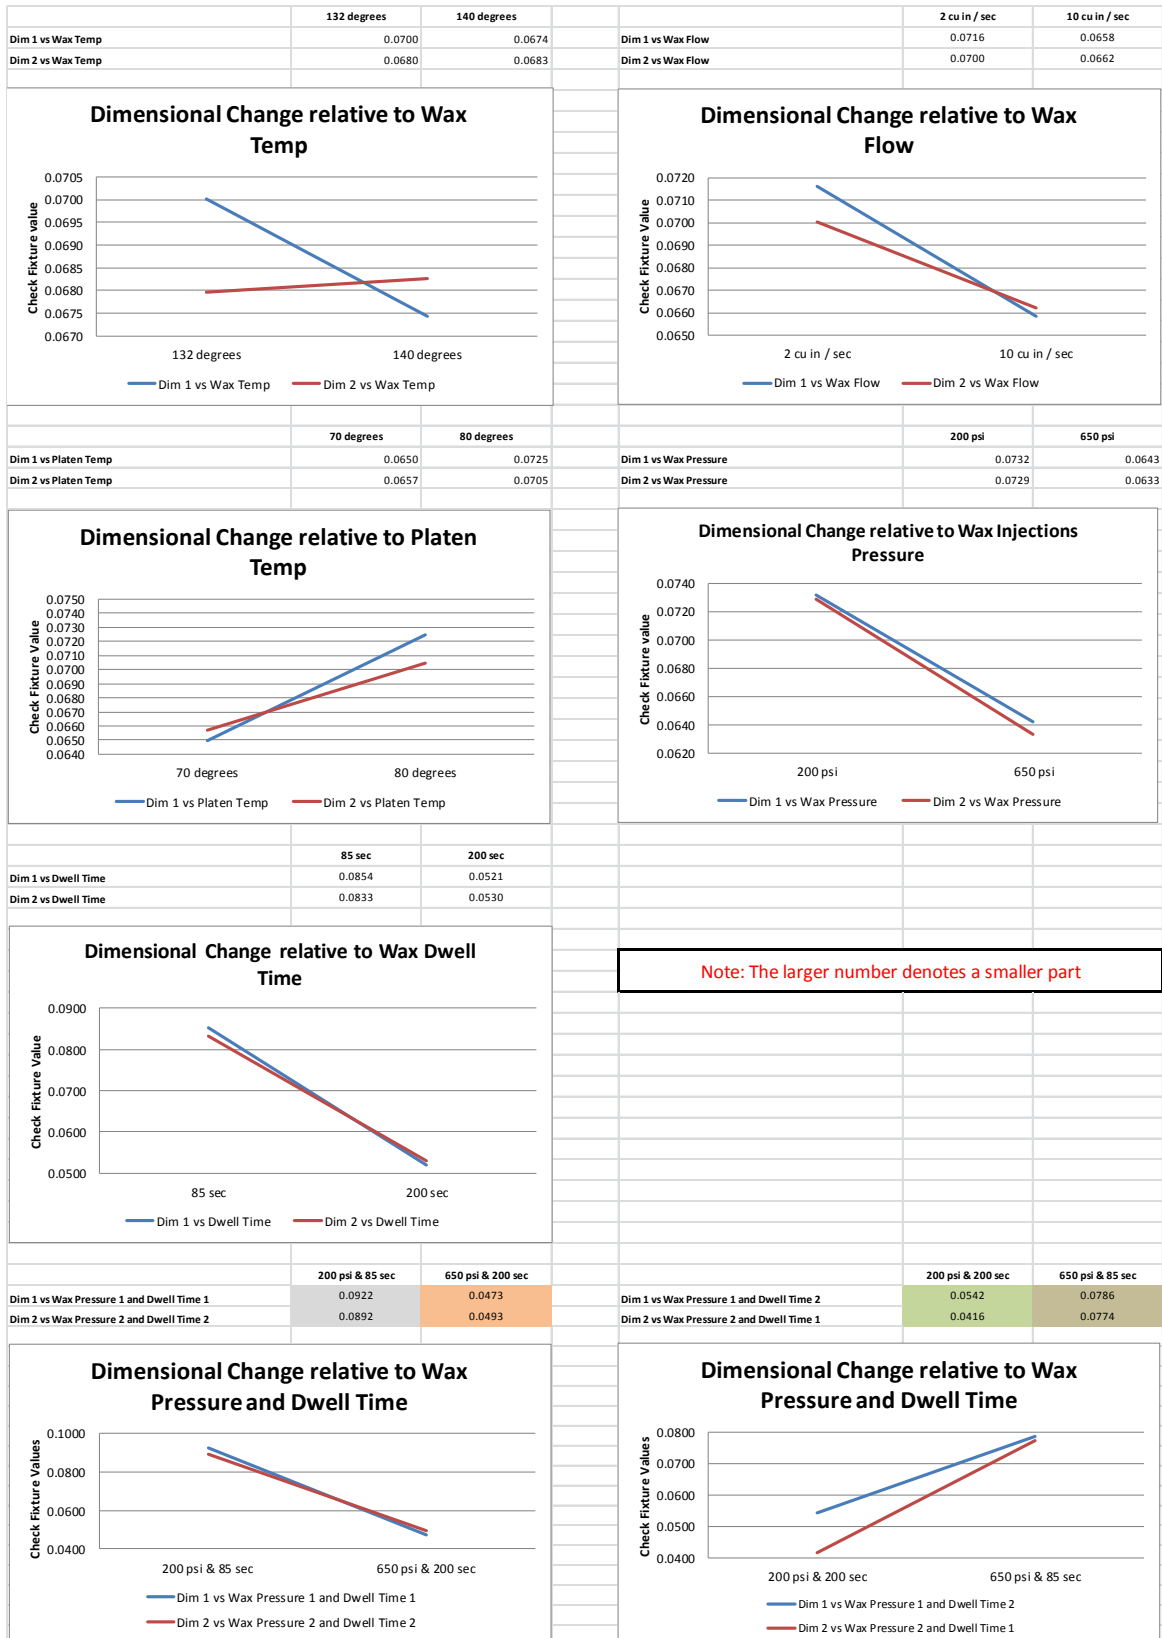 132 degrees 140 degrees
Dim 1 vs Wax Temp 0.0700 0.0674
Dim 2 vs Wax Temp 0.0680 0.0683
Dimensional Change relative to Wax
Temp
0.0705
0.0700
0.0695
0.0690
0.0685
0.0680
0.0675
0.0670
Check Fixture value
132 degrees 140 degrees
Dim 1 vs Wax Temp Dim 2 vs Wax Temp
2 cu in / sec 10 cu in / sec
Dim 1 vs Wax Flow 0.0716 0.0658
Dim 2 vs Wax Flow 0.0700 0.0662
Dimensional Change relative to Wax
Flow
0.0720
0.0710
0.0700
0.0690
0.0680
0.0670
0.0660
0.0650
Check Fixture Value
2 cu in / sec 10 cu in / sec
Dim 1 vs Wax Flow Dim 2 vs Wax Flow
70 degrees 80 degrees
Dim 1 vs Platen Temp 0.0650 0.0725
Dim 2 vs Platen Temp 0.0657 0.0705
Dimensional Change relative to Platen
Temp
0.0750
0.0740
0.0730
0.0720
0.0710
0.0700
0.0690
0.0680
0.0670
0.0660
0.0650
0.0640
Check Fixture Value
70 degrees 80 degrees
Dim 1 vs Platen Temp Dim 2 vs Platen Temp
200 psi 650 psi
Dim 1 vs Wax Pressure 0.0732 0.0643
Dim 2 vs Wax Pressure 0.0729 0.0633
Dimensional Change relative to Wax Injections
Pressure
0.0740
0.0720
0.0700
0.0680
0.0660
0.0640
0.0620
Check Fixture value
200 psi 650 psi
Dim 1 vs Wax Pressure Dim 2 vs Wax Pressure
85 sec 200 sec
Dim 1 vs Dwell Time 0.0854 0.0521
Dim 2 vs Dwell Time 0.0833 0.0530
Dimensional Change relative to Wax Dwell
Time
0.0900
0.0800
0.0700
0.0600
0.0500
Check Fixture Value
85 sec 200 sec
Dim 1 vs Dwell Time Dim 2 vs Dwell Time
Note: The larger number denotes a smaller part
200 psi & 85 sec 650 psi & 200 sec
Dim 1 vs Wax Pressure 1 and Dwell Time 1 0.0922 0.0473
Dim 2 vs Wax Pressure 2 and Dwell Time 2 0.0892 0.0493
Dimensional Change relative to Wax
Pressure and Dwell Time
0.1000
0.0800
0.0600
0.0400
Check Fixture Values
200 psi & 85 sec 650 psi & 200 sec
Dim 1 vs Wax Pressure 1 and Dwell Time 1
Dim 2 vs Wax Pressure 2 and Dwell Time 2
200 psi & 200 sec 650 psi & 85 sec
Dim 1 vs Wax Pressure 1 and Dwell Time 2 0.0542 0.0786
Dim 2 vs Wax Pressure 2 and Dwell Time 1 0.0416 0.0774
Dimensional Change relative to Wax
Pressure and Dwell Time
0.0800
0.0700
0.0600
0.0500
0.0400
Check Fixture Values
200 psi & 200 sec 650 psi & 85 sec
Dim 1 vs Wax Pressure 1 and Dwell Time 2
Dim 2 vs Wax Pressure 2 and Dwell Time 1